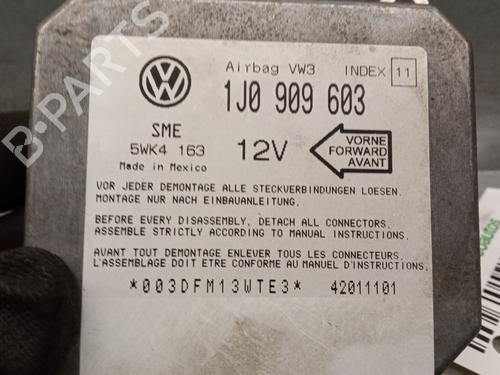 B-PARTS
Airbag VW3 INDEX 11
1J0 909 603
SME
5WK4 163 12V
VORNE
FORWARD
AVANT
Made in Mexico
VOR JEDER DEMONTAGE ALLE STECKVERBINDUNGEN LOESEN.
MONTAGE NUR NACH EINBAUANLEITUNG.
BEFORE EVERY DISASSEMBLY, DETACH ALL CONNECTORS.
ASSEMBLE STRICTLY ACCORDING TO MANUAL INSTRUCTIONS.
AVANT TOUT DEMONTAGE ENLEVER TOUS LES CONNECTEURS.
L'ASSEMBLAGE DOIT ETRE CONFORME AU MANUEL D'INSTRUCTIONS.
*003DFM13WTE3* 42011101